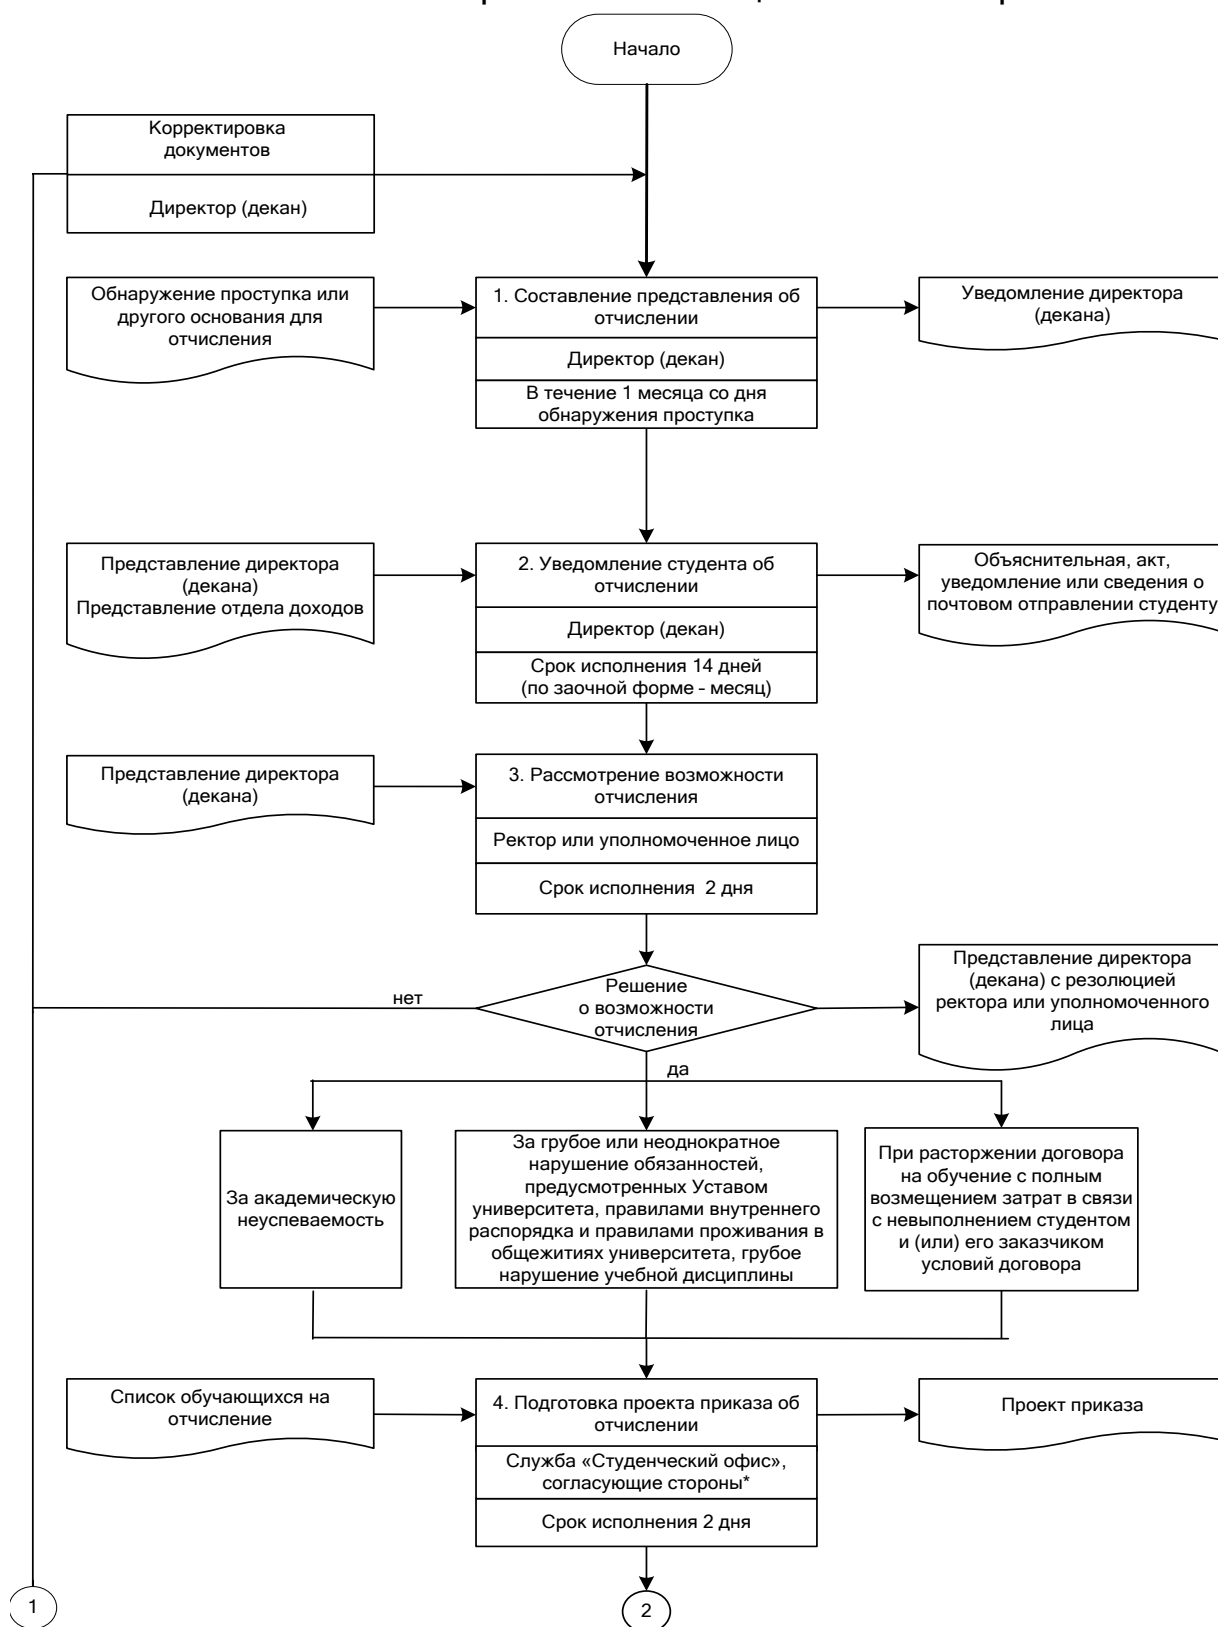 Начало
Корректировка
документов
Директор (декан)
Обнаружение проступка или
другого основания для
отчисления
1. Составление представления об
отчислении
Директор (декан)
В течение 1 месяца со дня
обнаружения проступка
Уведомление директора
(декана)
Представление директора
(декана)
Представление отдела доходов
2. Уведомление студента об
отчислении
Директор (декан)
Срок исполнения 14 дней
(по заочной форме - месяц)
Объяснительная, акт,
уведомление или сведения о
почтовом отправлении студенту
Представление директора
(декана)
3. Рассмотрение возможности
отчисления
Ректор или уполномоченное лицо
Срок исполнения 2 дня
Решение
о возможности
отчисления
нет
Представление директора
(декана) с резолюцией
ректора или уполномоченного
лица
да
За академическую
неуспеваемость
За грубое или неоднократное
нарушение обязанностей,
предусмотренных Уставом
университета, правилами внутреннего
распорядка и правилами проживания в
общежитиях университета, грубое
нарушение учебной дисциплины
При расторжении договора
на обучение с полным
возмещением затрат в связи
с невыполнением студентом
и (или) его заказчиком
условий договора
Список обучающихся на
отчисление
4. Подготовка проекта приказа об
отчислении
Служба «Студенческий офис»,
согласующие стороны*
Срок исполнения 2 дня
Проект приказа
1
2